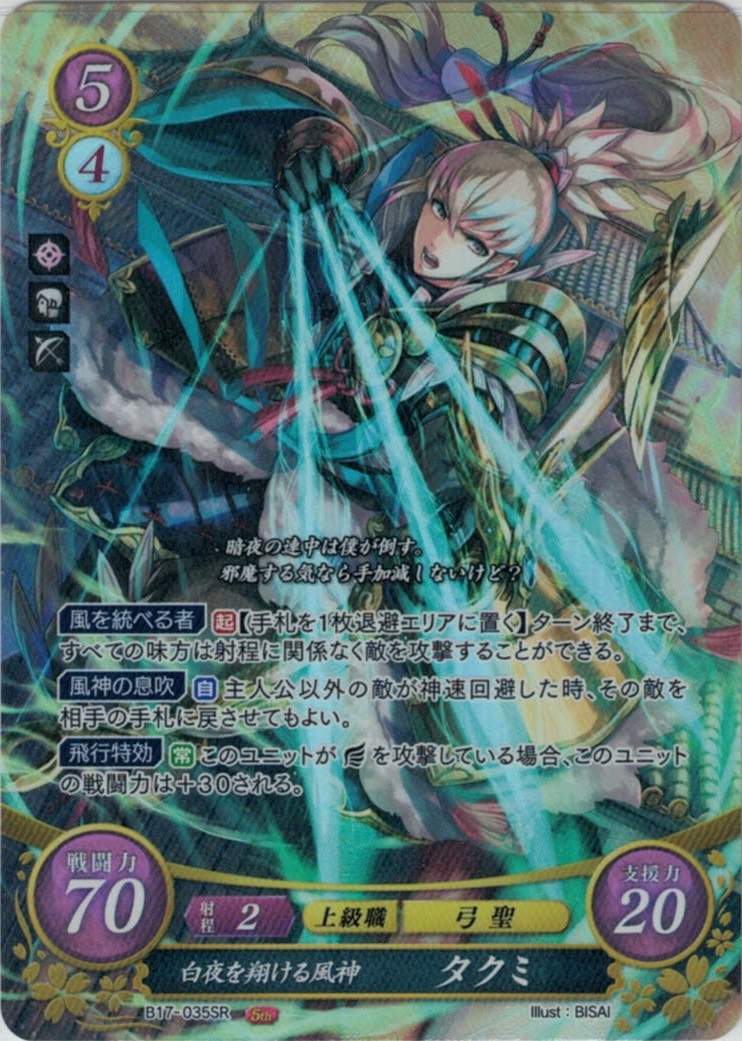 5
4
暗夜の連中は僕が倒す。
邪魔する気なら手加減しないけど?
風を統べる者 起【手札を1枚退避エリアに置く】ターン終了まで、
すべての味方は射程に関係なく敵を攻撃することができる。
風神の息吹 自 主人公以外の敵が神速回避した時、その敵を
相手の手札に戻させてもよい。
飛行特効 常 このユニットが を攻撃している場合、このユニット
の戦闘力は+30される。
戦闘力
70
射程 2
上級職 弓聖
支援力
20
白夜を翔ける風神 タクミ
B17-035SR 5th
Illust:BISAI